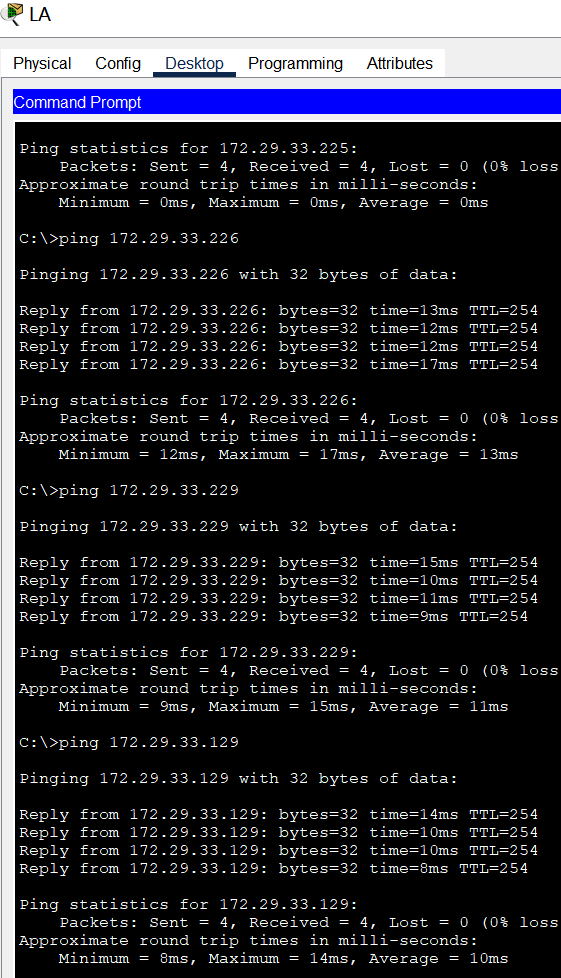 LA
Physical Config Desktop Programming Attributes
Command Prompt
Ping statistics for 172.29.33.225:
    Packets: Sent = 4, Received = 4, Lost = 0 (0% loss
Approximate round trip times in milli-seconds:
    Minimum = 0ms, Maximum = 0ms, Average = 0ms
C:\>ping 172.29.33.226
Pinging 172.29.33.226 with 32 bytes of data:
Reply from 172.29.33.226: bytes=32 time=13ms TTL=254
Reply from 172.29.33.226: bytes=32 time=12ms TTL=254
Reply from 172.29.33.226: bytes=32 time=12ms TTL=254
Reply from 172.29.33.226: bytes=32 time=17ms TTL=254
Ping statistics for 172.29.33.226:
    Packets: Sent = 4, Received = 4, Lost = 0 (0% loss
Approximate round trip times in milli-seconds:
    Minimum = 12ms, Maximum = 17ms, Average = 13ms
C:\>ping 172.29.33.229
Pinging 172.29.33.229 with 32 bytes of data:
Reply from 172.29.33.229: bytes=32 time=15ms TTL=254
Reply from 172.29.33.229: bytes=32 time=10ms TTL=254
Reply from 172.29.33.229: bytes=32 time=11ms TTL=254
Reply from 172.29.33.229: bytes=32 time=9ms TTL=254
Ping statistics for 172.29.33.229:
    Packets: Sent = 4, Received = 4, Lost = 0 (0% loss
Approximate round trip times in milli-seconds:
    Minimum = 9ms, Maximum = 15ms, Average = 11ms
C:\>ping 172.29.33.129
Pinging 172.29.33.129 with 32 bytes of data:
Reply from 172.29.33.129: bytes=32 time=14ms TTL=254
Reply from 172.29.33.129: bytes=32 time=10ms TTL=254
Reply from 172.29.33.129: bytes=32 time=10ms TTL=254
Reply from 172.29.33.129: bytes=32 time=8ms TTL=254
Ping statistics for 172.29.33.129:
    Packets: Sent = 4, Received = 4, Lost = 0 (0% loss
Approximate round trip times in milli-seconds:
    Minimum = 8ms, Maximum = 14ms, Average = 10ms